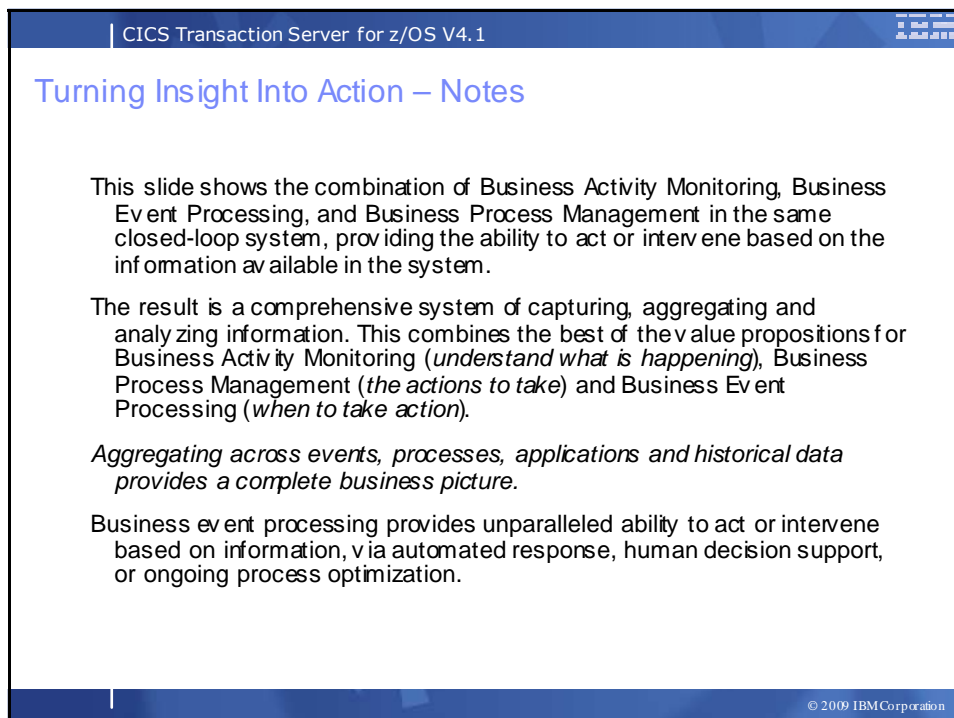 CICS Transaction Server for z/OS V4.1
IBM
Turning Insight Into Action – Notes
This slide shows the combination of Business Activity Monitoring, Business
Event Processing, and Business Process Management in the same
closed-loop system, providing the ability to act or intervene based on the
information available in the system.
The result is a comprehensive system of capturing, aggregating and
analyzing information. This combines the best of the value propositions for
Business Activity Monitoring (understand what is happening), Business
Process Management (the actions to take) and Business Event
Processing (when to take action).
Aggregating across events, processes, applications and historical data
provides a complete business picture.
Business event processing provides unparalleled ability to act or intervene
based on information, via automated response, human decision support,
or ongoing process optimization.
© 2009 IBM Corporation